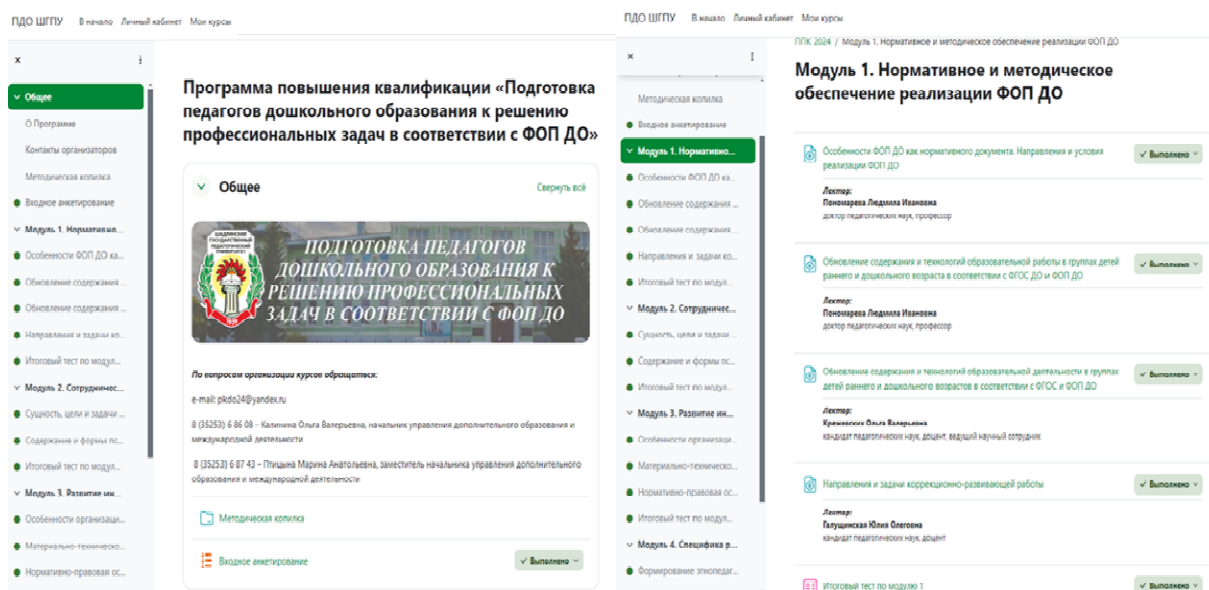 ПДО ШГПУ В начало Личный кабинет Мои курсы
Общее
О Программе
Контакты организаторов
Методическая копилка
Входное анкетирование
Модуль 1. Нормативно...
Особенности ФОП ДО ка...
Обновление содержания ...
Обновление содержания ...
Направления и задачи ко...
Итоговый тест по модул...
Модуль 2. Сотрудничес...
Сущность, цели и задачи ...
Содержание и формы пс...
Итоговый тест по модул...
Модуль 3. Развитие ин...
Особенности организаци...
Материально-техническо...
Нормативно-правовая ос...
Программа повышения квалификации «Подготовка
педагогов дошкольного образования к решению
профессиональных задач в соответствии с ФОП ДО»
Общее
Свернуть всё
ШАДРИНСКИЙ
ГОСУДАРСТВЕННЫЙ
ПЕДАГОГИЧЕСКИЙ
УНИВЕРСИТЕТ
1939
ПОДГОТОВКА ПЕДАГОГОВ
ДОШКОЛЬНОГО ОБРАЗОВАНИЯ К
РЕШЕНИЮ ПРОФЕССИОНАЛЬНЫХ
ЗАДАЧ В СООТВЕТСТВИИ С ФОП ДО
По вопросам организации курсов обращаться:
e-mail: pkdo24@yandex.ru
8 (35253) 6 86 08 – Калинина Ольга Валерьевна, начальник управления дополнительного образования и
международной деятельности
8 (35253) 6 87 43 – Птицына Марина Анатольевна, заместитель начальника управления дополнительного
образования и международной деятельности
Методическая копилка
Входное анкетирование
Выполнено
ПДО ШГПУ В начало Личный кабинет Мои курсы
Методическая копилка
Входное анкетирование
Модуль 1. Нормативно...
Особенности ФОП ДО ка...
Обновление содержания ...
Обновление содержания ...
Направления и задачи ко...
Итоговый тест по модул...
Модуль 2. Сотрудничес...
Сущность, цели и задачи ...
Содержание и формы пс...
Итоговый тест по модул...
Модуль 3. Развитие ин...
Особенности организаци...
Материально-техническо...
Нормативно-правовая ос...
Итоговый тест по модул...
Модуль 4. Специфика р...
Формирование этнопедаг...
ППК 2024 / Модуль 1. Нормативное и методическое обеспечение реализации ФОП ДО
Модуль 1. Нормативное и методическое
обеспечение реализации ФОП ДО
Особенности ФОП ДО как нормативного документа. Направления и условия
реализации ФОП ДО
Выполнено
Лектор:
Пономарева Людмила Ивановна
доктор педагогических наук, профессор
Обновление содержания и технологий образовательной работы в группах детей
раннего и дошкольного возраста в соответствии с ФГОС ДО и ФОП ДО
Выполнено
Лектор:
Пономарева Людмила Ивановна
доктор педагогических наук, профессор
Обновление содержания и технологий образовательной деятельности в группах
детей раннего и дошкольного возрастов в соответствии с ФГОС и ФОП ДО
Выполнено
Лектор:
Крежевских Ольга Валерьевна
кандидат педагогических наук, доцент, ведущий научный сотрудник
Направления и задачи коррекционно-развивающей работы
Выполнено
Лектор:
Галущинская Юлия Олеговна
кандидат педагогических наук, доцент
Итоговый тест по модулю 1
Выполнено